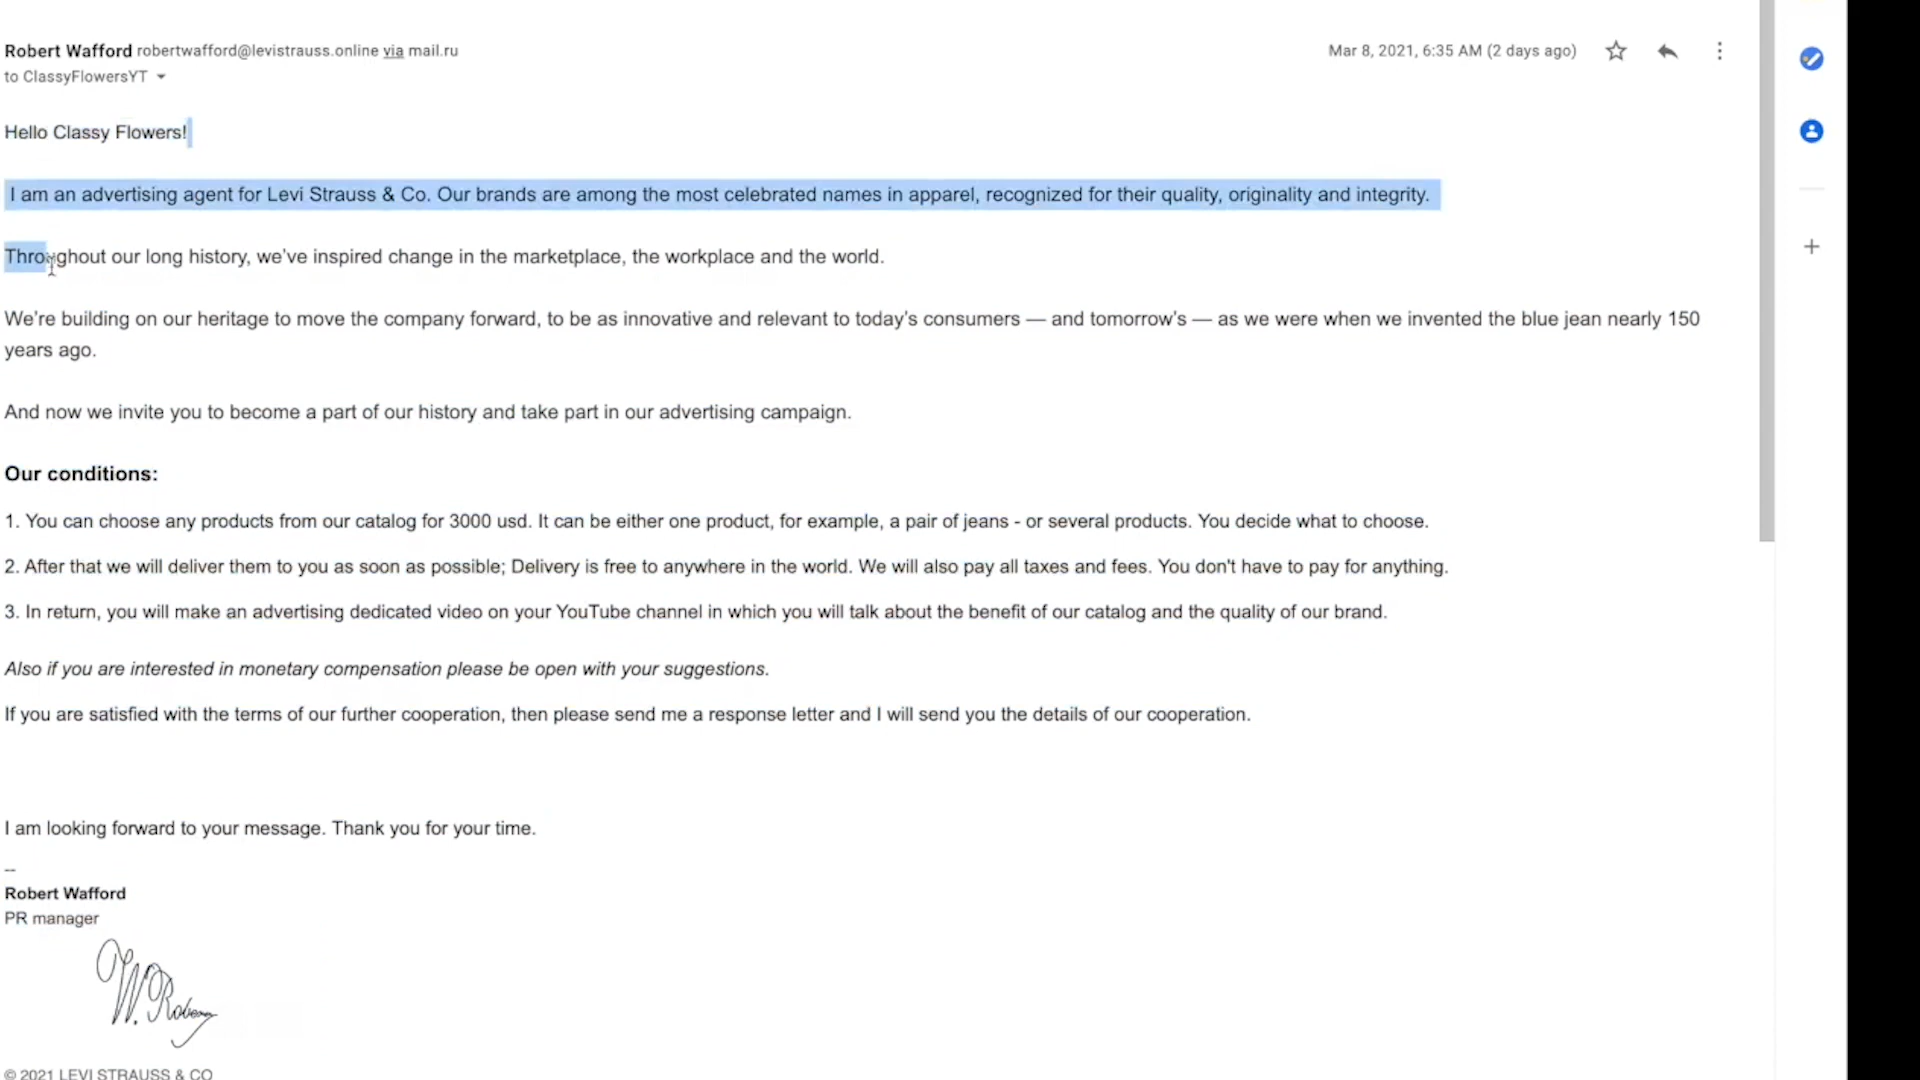 Robert Wafford robertwafford@levistrauss.online via mail.ru
Mar 8, 2021, 6:35 AM (2 days ago)
to ClassyFlowersYT
Hello Classy Flowers!
I am an advertising agent for Levi Strauss & Co. Our brands are among the most celebrated names in apparel, recognized for their quality, originality and integrity.
Throughout our long history, we've inspired change in the marketplace, the workplace and the world.
We're building on our heritage to move the company forward, to be as innovative and relevant to today's consumers — and tomorrow's — as we were when we invented the blue jean nearly 150
years ago.
And now we invite you to become a part of our history and take part in our advertising campaign.
Our conditions:
1. You can choose any products from our catalog for 3000 usd. It can be either one product, for example, a pair of jeans - or several products. You decide what to choose.
2. After that we will deliver them to you as soon as possible; Delivery is free to anywhere in the world. We will also pay all taxes and fees. You don't have to pay for anything.
3. In return, you will make an advertising dedicated video on your YouTube channel in which you will talk about the benefit of our catalog and the quality of our brand.
Also if you are interested in monetary compensation please be open with your suggestions.
If you are satisfied with the terms of our further cooperation, then please send me a response letter and I will send you the details of our cooperation.
I am looking forward to your message. Thank you for your time.
--
Robert Wafford
PR manager
© 2021 LEVI STRAUSS & CO